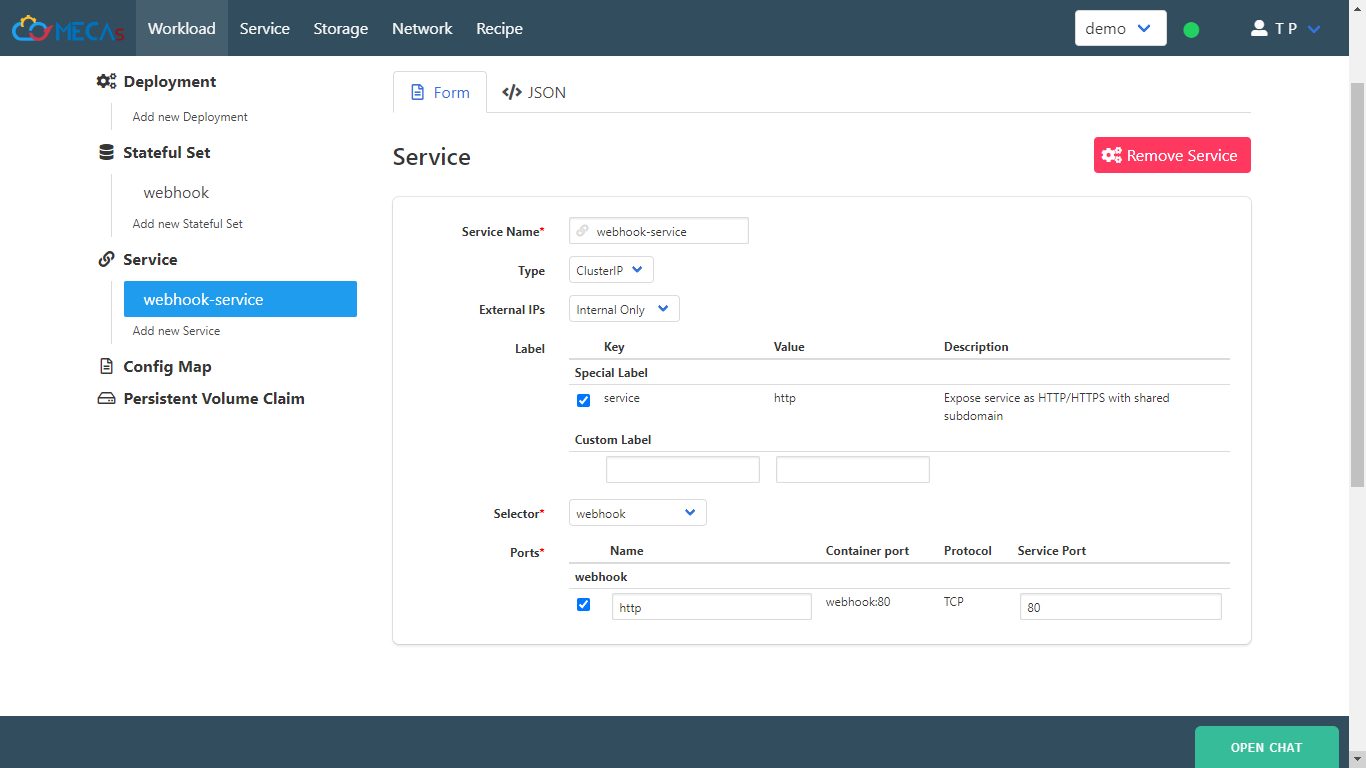 MECAs
Workload
Service
Storage
Network
Recipe
demo
T P
Deployment
Add new Deployment
Stateful Set
webhook
Add new Stateful Set
Service
webhook-service
Add new Service
Config Map
Persistent Volume Claim
Form
JSON
Service
Remove Service
Service Name*
webhook-service
Type
ClusterIP
External IPs
Internal Only
Label
Key Value Description
Special Label
service http Expose service as HTTP/HTTPS with shared
subdomain
Custom Label
Selector*
webhook
Ports*
Name Container port Protocol Service Port
webhook
http webhook:80 TCP 80
OPEN CHAT